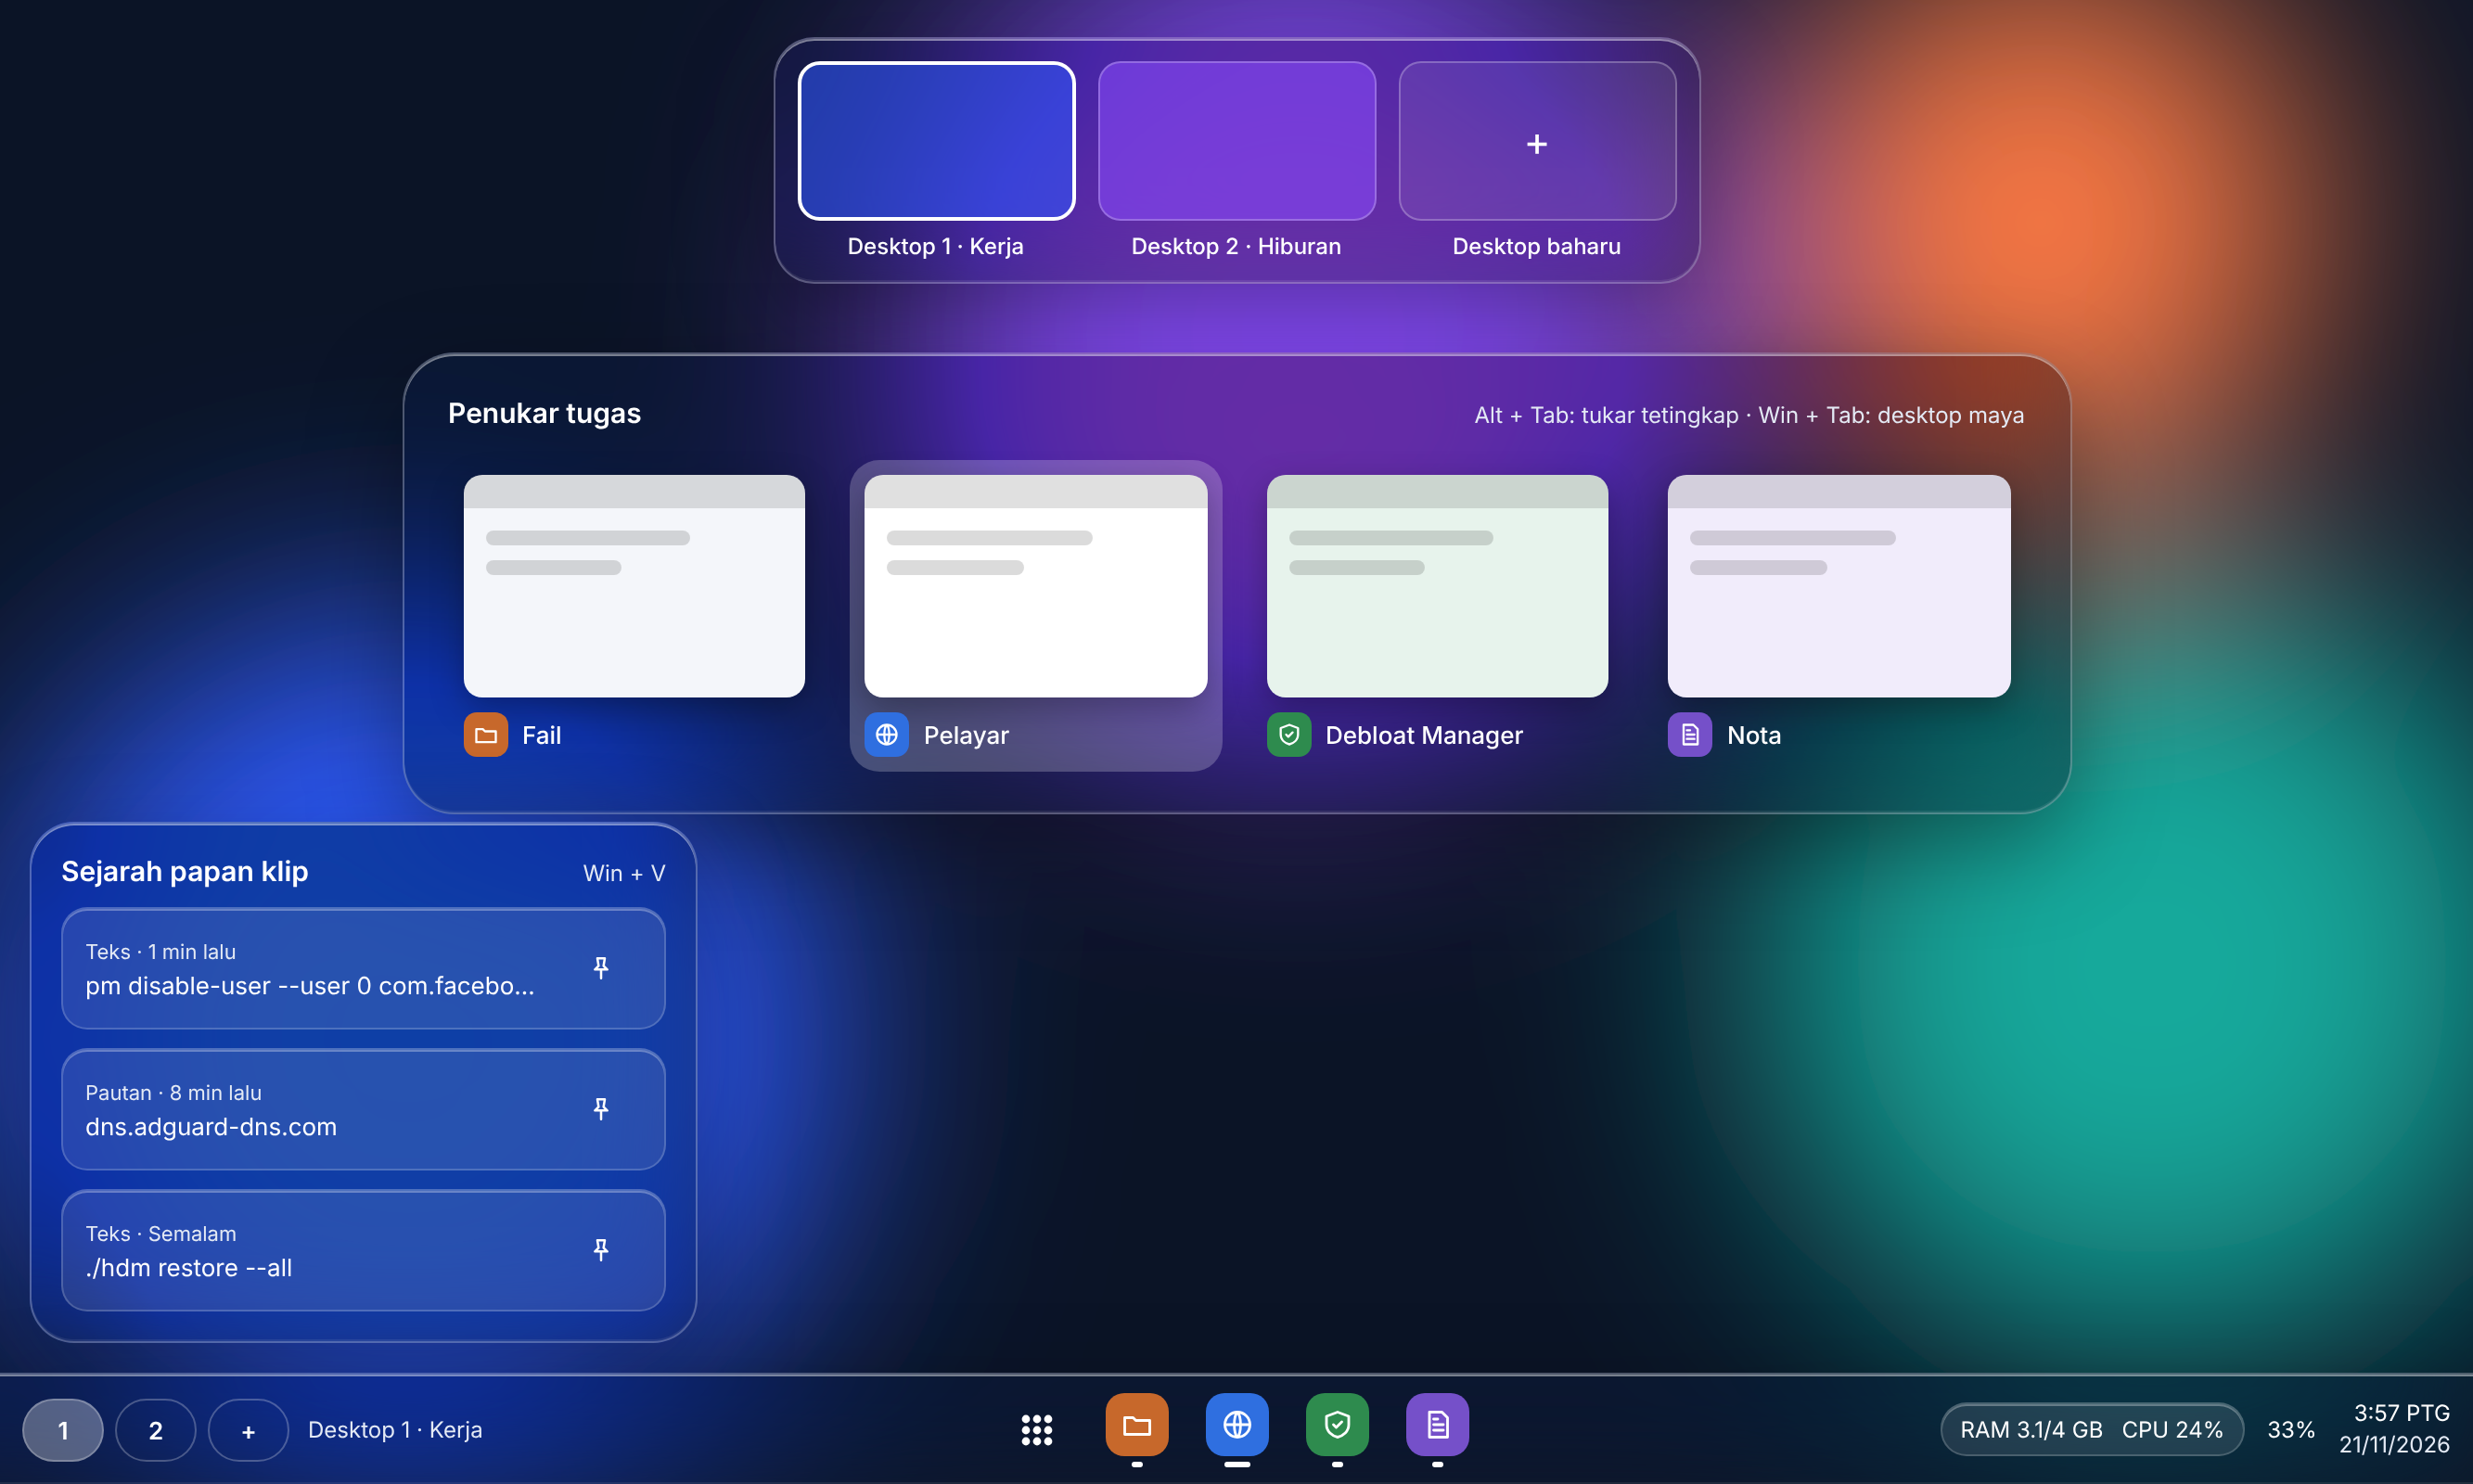 Desktop 1 · Kerja
Desktop 2 · Hiburan
+
Desktop baharu
Penukar tugas
Alt + Tab: tukar tetingkap · Win + Tab: desktop maya
Fail
Pelayar
Debloat Manager
Nota
Sejarah papan klip
Win + V
Teks · 1 min lalu
pm disable-user --user 0 com.facebo...
Pautan · 8 min lalu
dns.adguard-dns.com
Teks · Semalam
./hdm restore --all
1
2
+
Desktop 1 · Kerja
RAM 3.1/4 GB CPU 24%
33%
3:57 PTG
21/11/2026